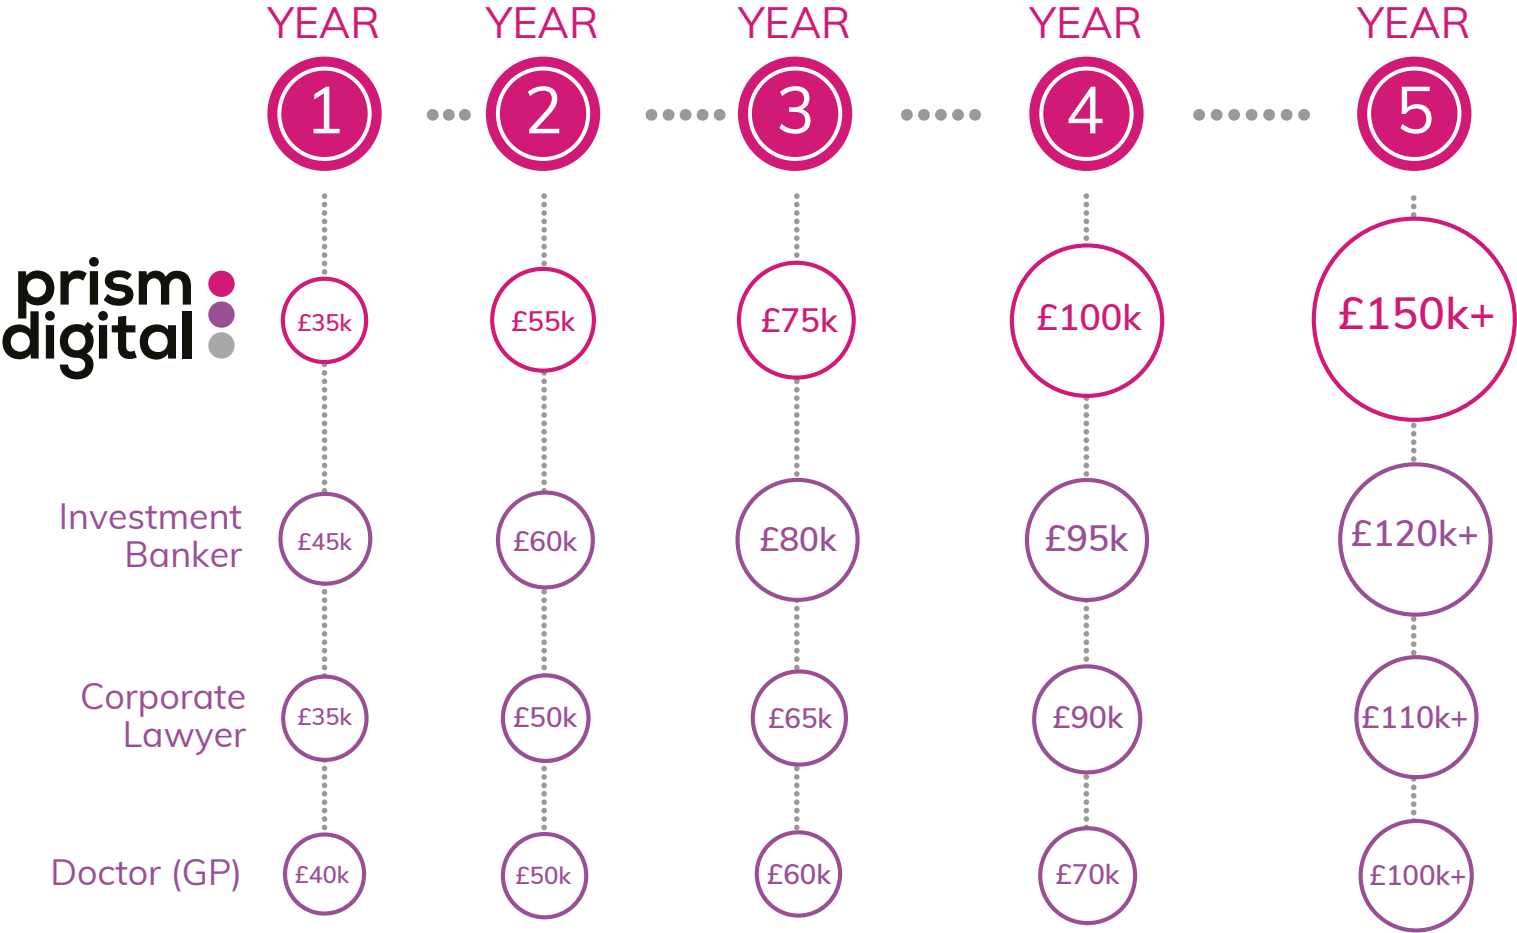 YEAR YEAR YEAR YEAR YEAR
1 2 3 4 5
prism
digital
£35k £55k £75k £100k £150k+
Investment
Banker
£45k £60k £80k £95k £120k+
Corporate
Lawyer
£35k £50k £65k £90k £110k+
Doctor (GP)
£40k £50k £60k £70k £100k+